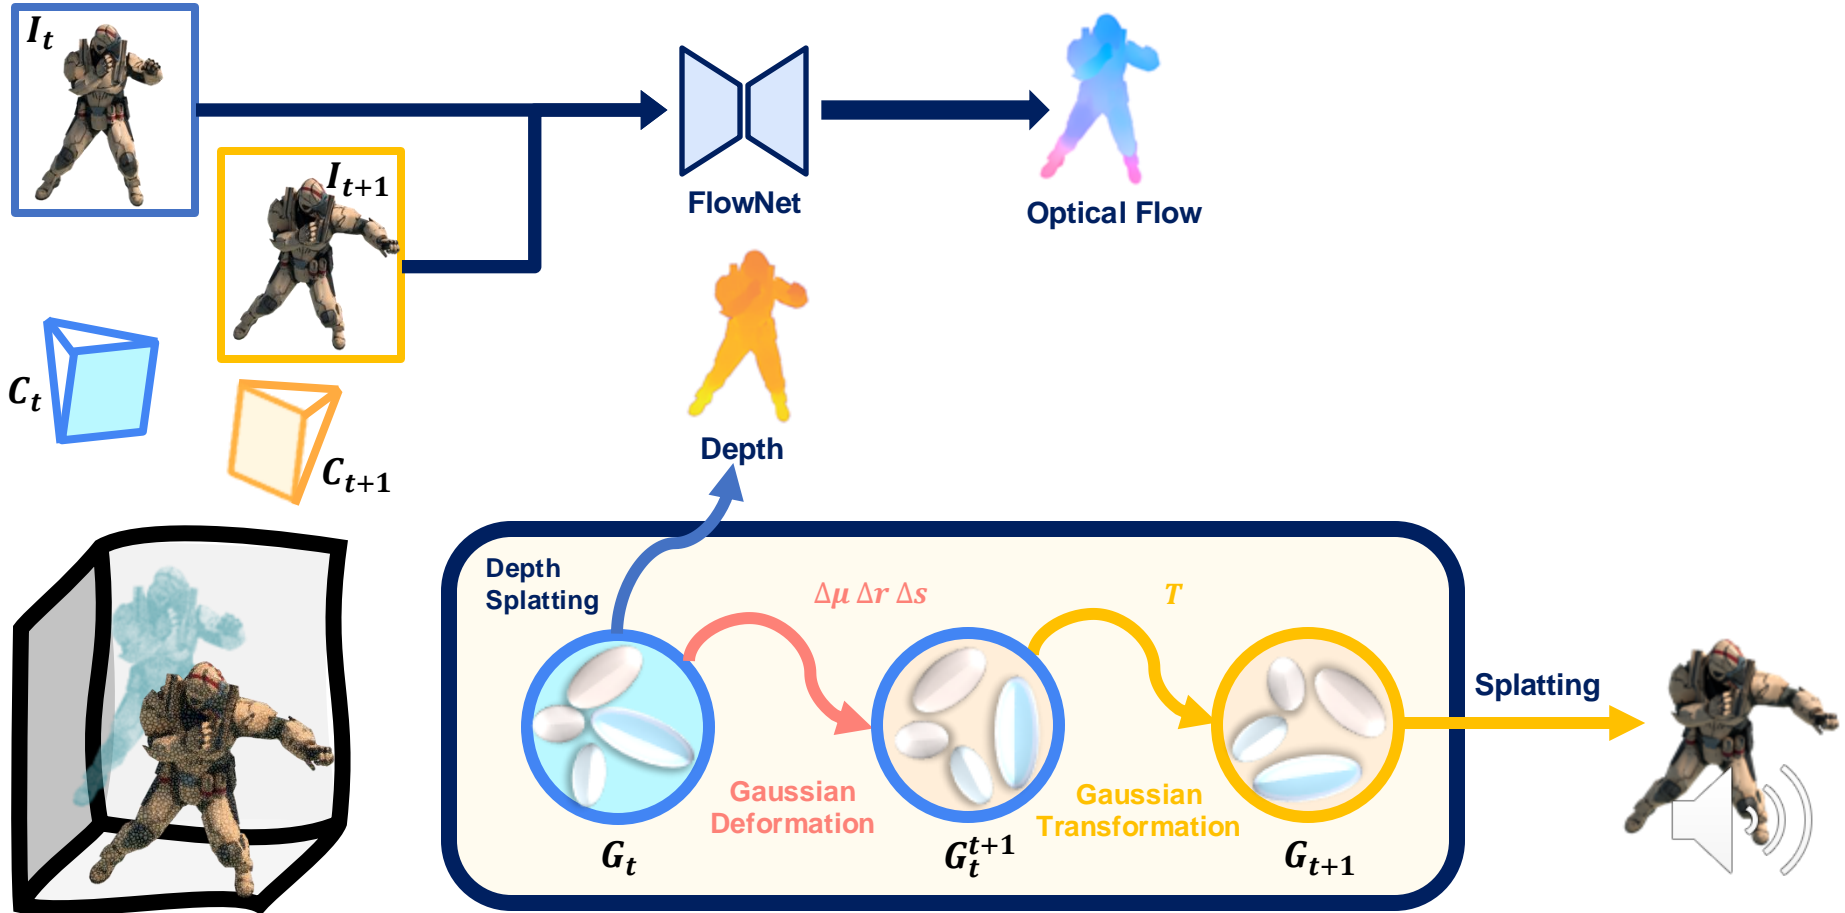 I_t
I_{t+1}
FlowNet
Optical Flow
C_t
C_{t+1}
Depth
Depth
Splatting
Δμ Δr Δs
T
Splatting
Gaussian
Deformation
Gaussian
Transformation
G_t
G_t^{t+1}
G_{t+1}